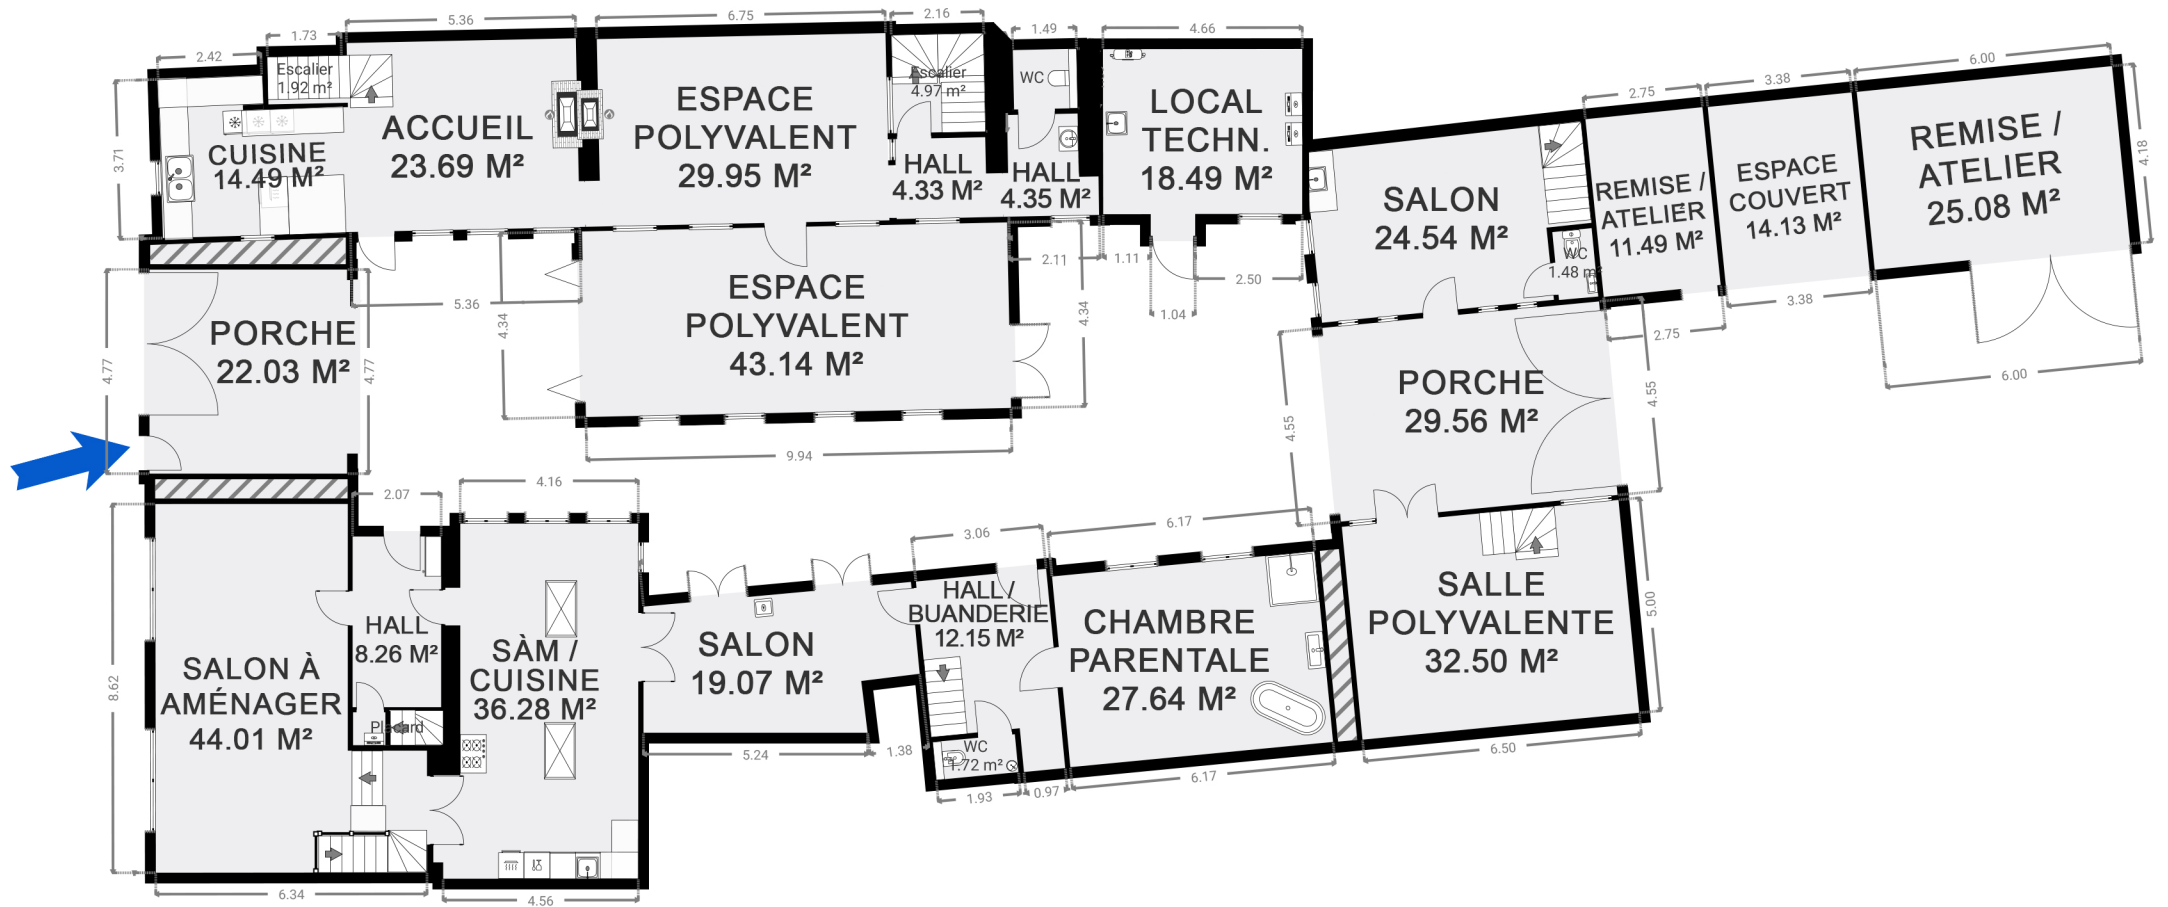 5.36
6.75
2.16
1.49
4.66
6.00
1.73
2.42
2.75
3.38
Escalier
1.92 m²
Escalier
4.97 m²
WC
3.71
CUISINE
14.49 M²
ACCUEIL
23.69 M²
ESPACE
POLYVALENT
29.95 M²
HALL
4.33 M²
HALL
4.35 M²
LOCAL
TECHN.
18.49 M²
SALON
24.54 M²
WC
1.48 m²
REMISE /
ATELIER
11.49 M²
ESPACE
COUVERT
14.13 M²
REMISE /
ATELIER
25.08 M²
4.18
2.11
1.11
2.50
1.04
5.36
4.34
ESPACE
POLYVALENT
43.14 M²
4.34
9.94
4.77
PORCHE
22.03 M²
4.77
2.75
3.38
6.00
4.55
PORCHE
29.56 M²
4.55
2.07
4.16
3.06
6.17
8.62
SALON À
AMÉNAGER
44.01 M²
HALL
8.26 M²
Placard
SÀM /
CUISINE
36.28 M²
SALON
19.07 M²
HALL /
BUANDERIE
12.15 M²
WC
1.72 m²
CHAMBRE
PARENTALE
27.64 M²
SALLE
POLYVALENTE
32.50 M²
5.00
5.24
1.38
1.93
0.97
6.17
6.50
6.34
4.56